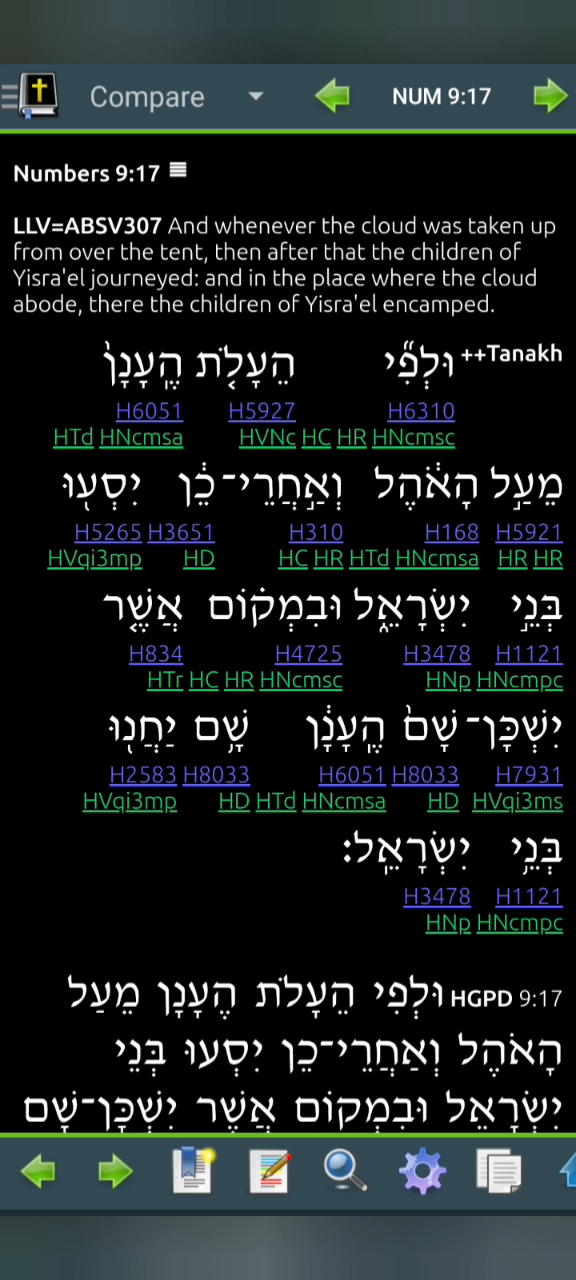 Compare
NUM 9:17
Numbers 9:17
LLV=ABSV307 And whenever the cloud was taken up
from over the tent, then after that the children of
Yisra'el journeyed: and in the place where the cloud
abode, there the children of Yisra'el encamped.
++Tanakh וּלְפִ֞י הֵעָלֹ֤ת הֶֽעָנָן֙
H6051 H5927 H6310
HTd HNcmsa HVNc HC HR HNcmsc
מֵעַ֣ל הָאֹ֔הֶל וְאַ֣חֲרֵי־כֵ֔ן יִסְע֖וּ
H5265 H3651 H310 H168 H5921
HVqi3mp HD HC HR HTd HNcmsa HR HR
בְּנֵ֣י יִשְׂרָאֵ֑ל וּבִמְק֗וֹם אֲשֶׁ֤ר
H834 H4725 H3478 H1121
HTr HC HR HNcmsc HNp HNcmpc
יִשְׁכָּן־שָׁם֙ הֶֽעָנָ֔ן שָׁ֥ם יַחֲנ֖וּ
H2583 H8033 H6051 H8033 H7931
HVqi3mp HD HTd HNcmsa HD HVqi3ms
בְּנֵ֥י יִשְׂרָאֵֽל׃
H3478 H1121
HNp HNcmpc
HGPD 9:17 וּלְפִי הֵעָלֹת הֶעָנָן מֵעַל
הָאֹהֶל וְאַחֲרֵי־כֵן יִסְעוּ בְּנֵי
יִשְׂרָאֵל וּבִמְקוֹם אֲשֶׁר יִשְׁכָּן־שָׁם